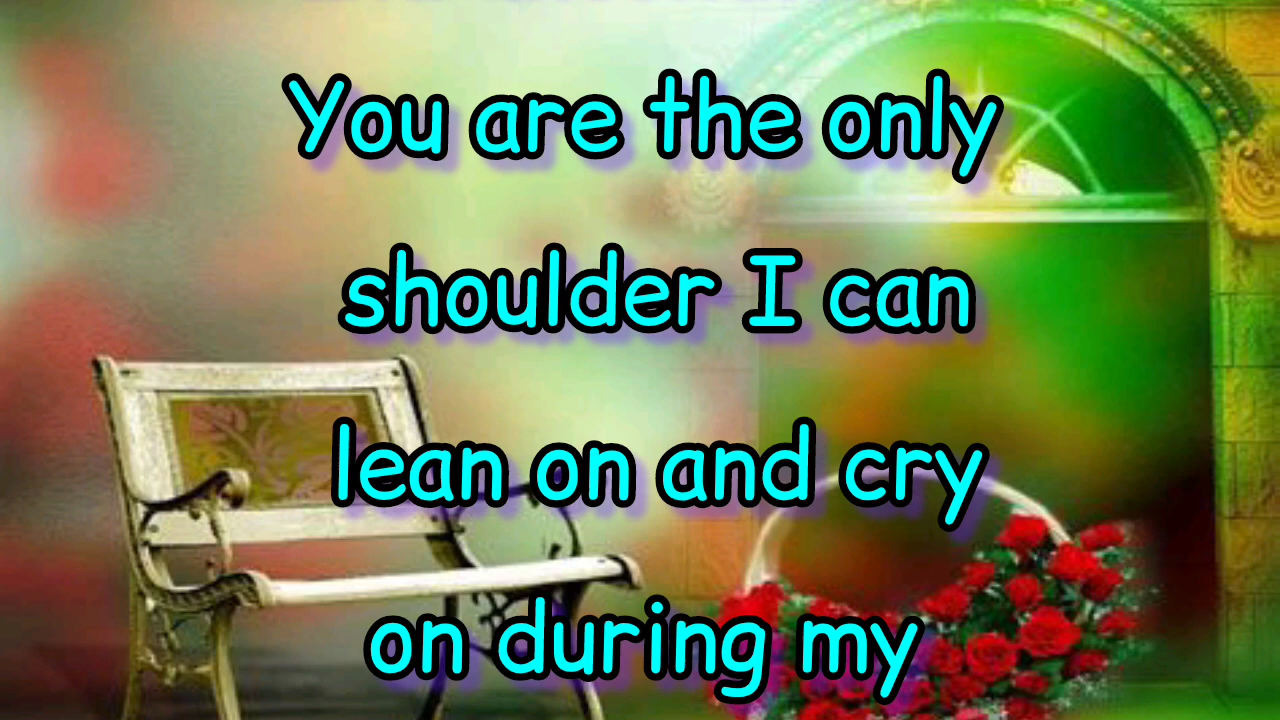 You are the only
shoulder I can
lean on and cry
on during my